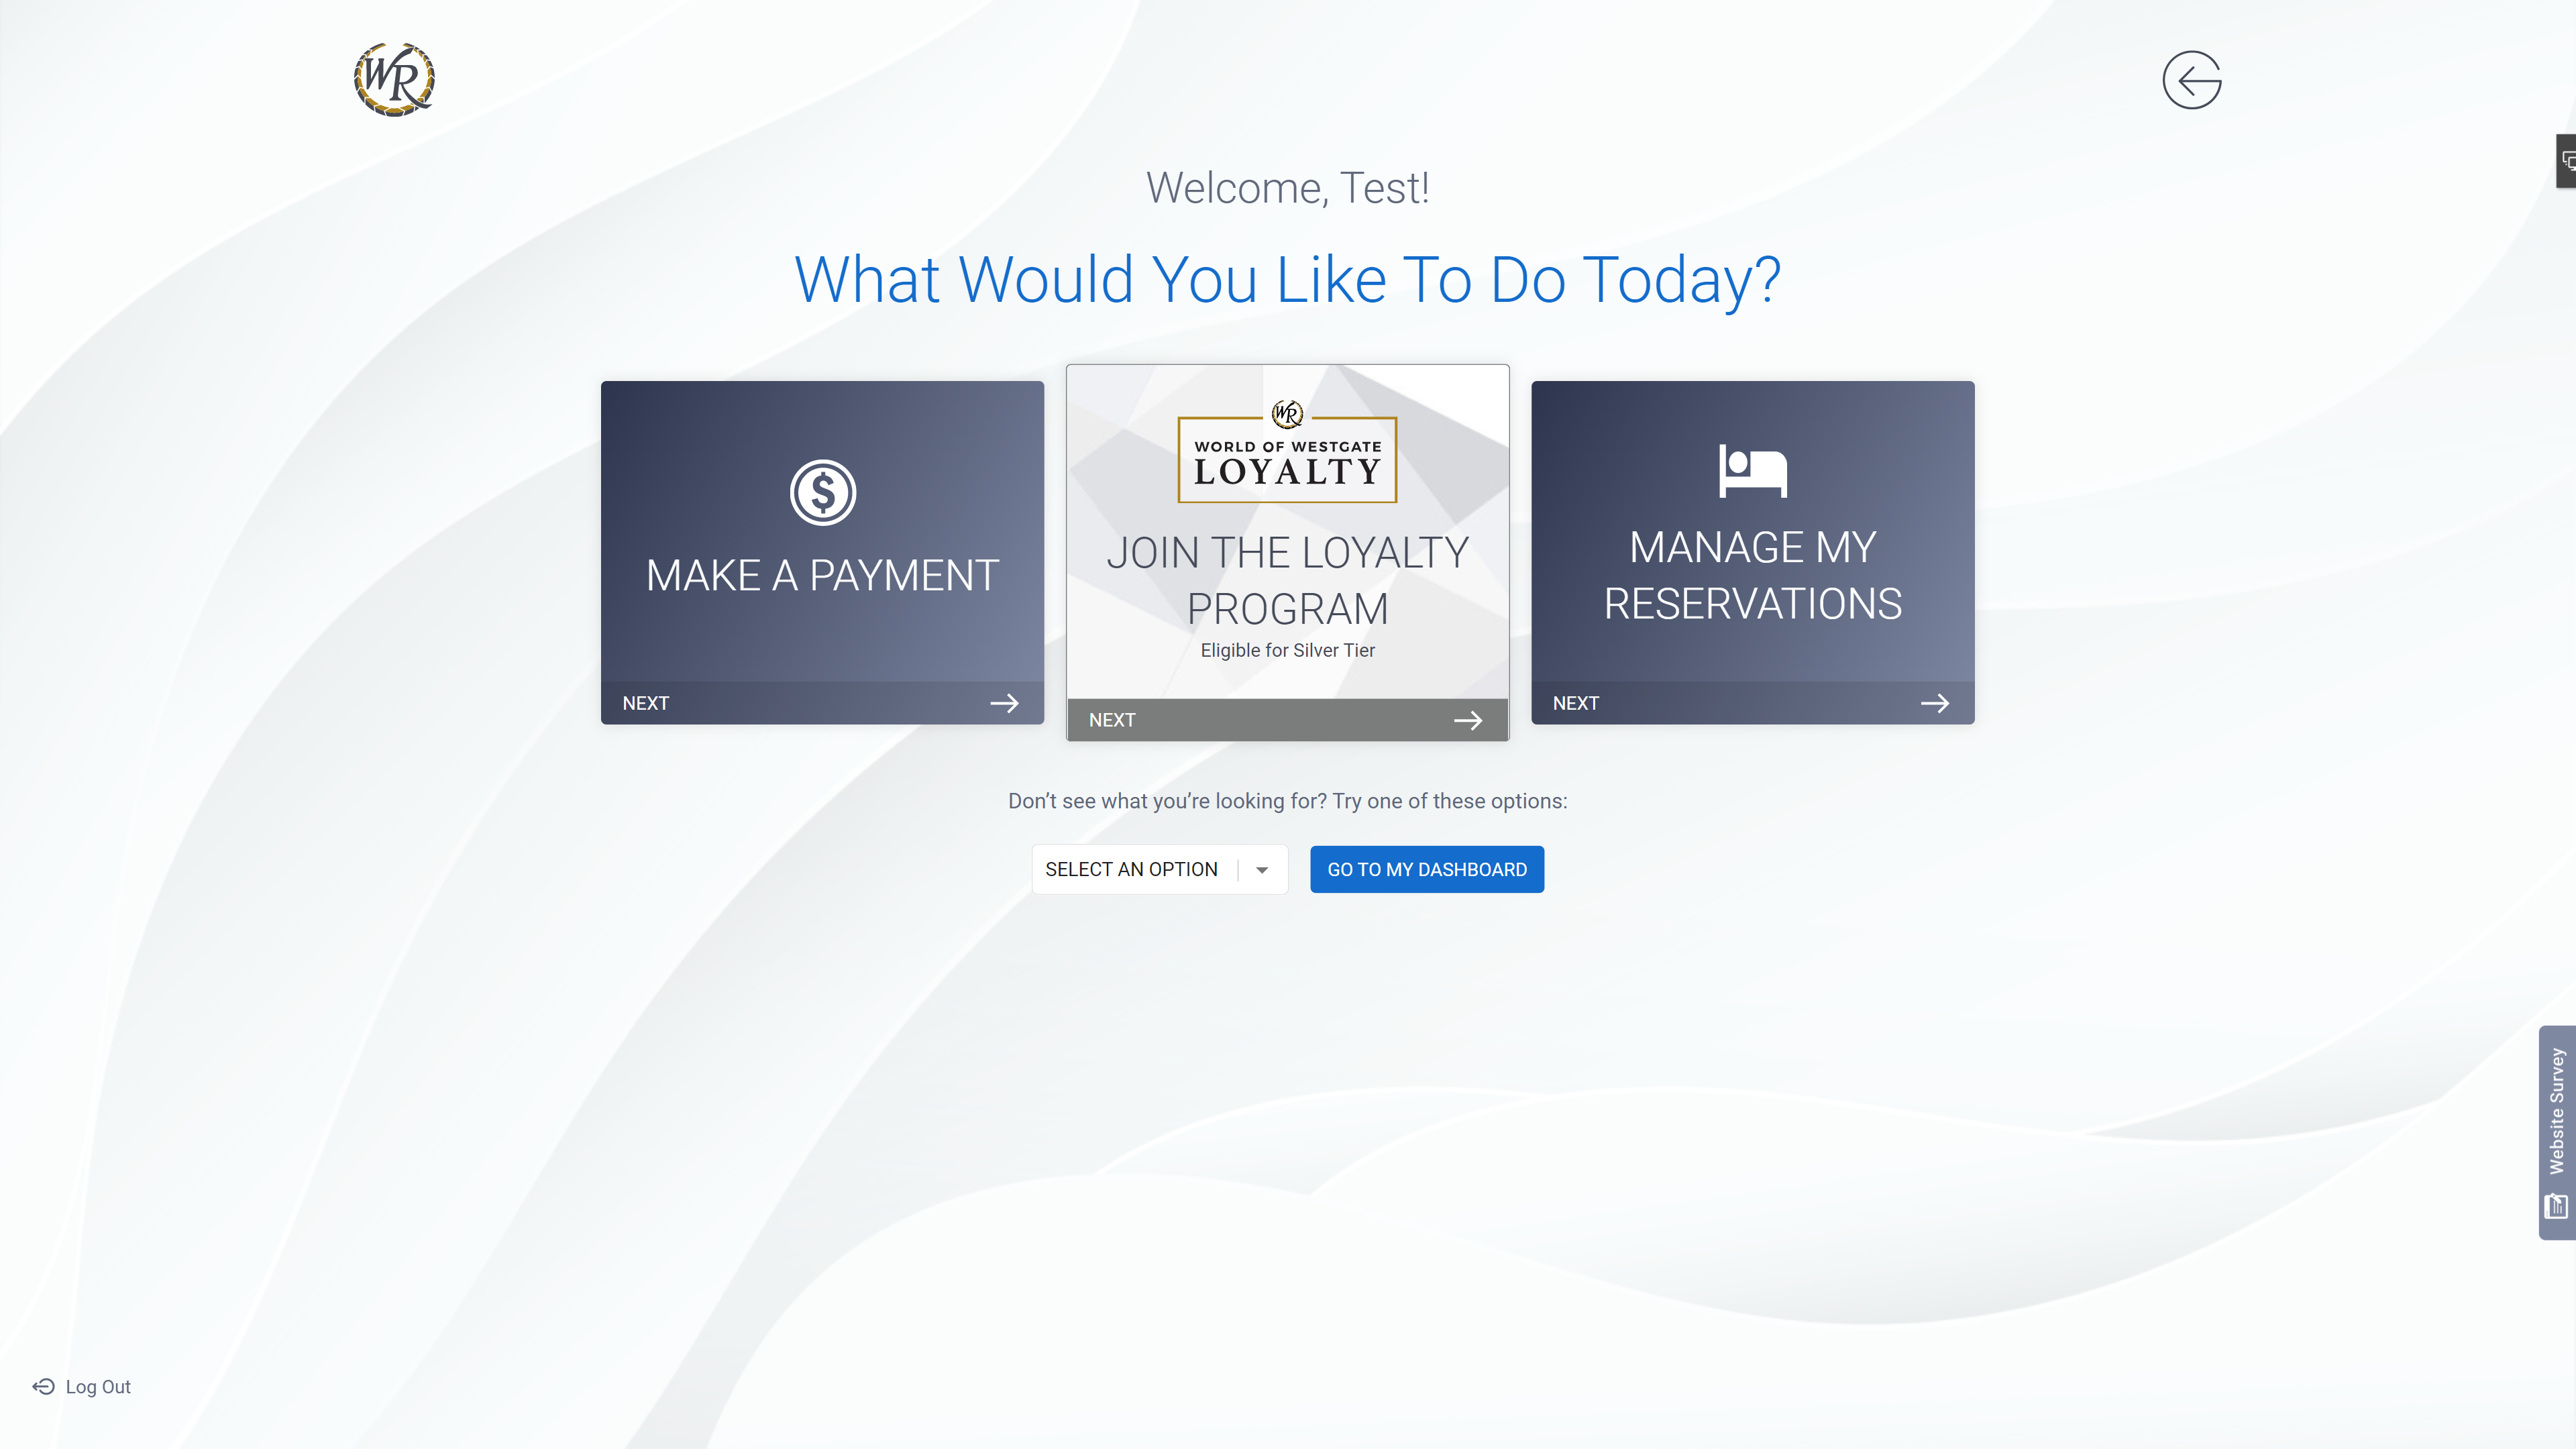 WR
Welcome, Test!
What Would You Like To Do Today?
MAKE A PAYMENT
NEXT
WR
WORLD OF WESTGATE
LOYALTY
JOIN THE LOYALTY
PROGRAM
Eligible for Silver Tier
NEXT
MANAGE MY
RESERVATIONS
NEXT
Don’t see what you’re looking for? Try one of these options:
SELECT AN OPTION
GO TO MY DASHBOARD
Website Survey
Log Out